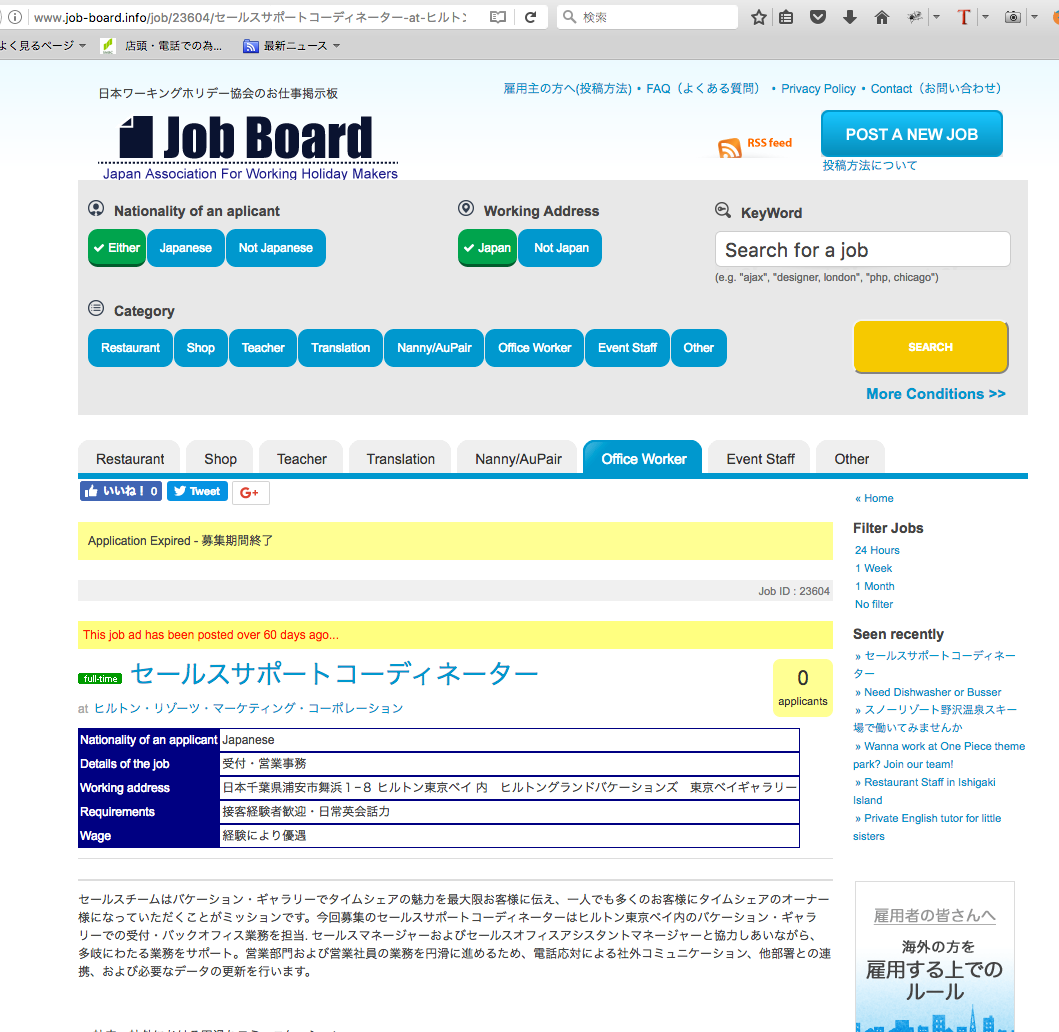 www.job-board.info/job/23604/セールスサポートコーディネーター-at-ヒルト
検索
よく見るページ
店頭・電話での為...
最新ニュース
日本ワーキングホリデー協会のお仕事掲示板
雇用主の方へ(投稿方法) • FAQ（よくある質問） • Privacy Policy • Contact（お問い合わせ）
Job Board
Japan Association For Working Holiday Makers
RSS feed
POST A NEW JOB
投稿方法について
Nationality of an aplicant
Either Japanese Not Japanese
Working Address
Japan Not Japan
KeyWord
Search for a job
(e.g. "ajax", "designer, london", "php, chicago")
Category
Restaurant Shop Teacher Translation Nanny/AuPair Office Worker Event Staff Other
SEARCH
More Conditions >>
Restaurant Shop Teacher Translation Nanny/AuPair Office Worker Event Staff Other
いいね！ 0 Tweet G+
Application Expired - 募集期間終了
Job ID : 23604
This job ad has been posted over 60 days ago...
full-time セールスサポートコーディネーター
at ヒルトン・リゾーツ・マーケティング・コーポレーション
0
applicants
Nationality of an applicant Japanese
Details of the job 受付・営業事務
Working address 日本千葉県浦安市舞浜１−８ ヒルトン東京ベイ 内　ヒルトングランドバケーションズ　東京ベイギャラリー
Requirements 接客経験者歓迎・日常英会話力
Wage 経験により優遇
セールスチームはバケーション・ギャラリーでタイムシェアの魅力を最大限お客様に伝え、一人でも多くのお客様にタイムシェアのオーナー
様になっていただくことがミッションです。今回募集のセールスサポートコーディネーターはヒルトン東京ベイ内のバケーション・ギャラ
リーでの受付・バックオフィス業務を担当. セールスマネージャーおよびセールスオフィスアシスタントマネージャーと協力しあいながら、
多岐にわたる業務をサポート。営業部門および営業社員の業務を円滑に進めるため、電話応対による社外コミュニケーション、他部署との連
携、および必要なデータの更新を行います。
« Home
Filter Jobs
24 Hours
1 Week
1 Month
No filter
Seen recently
» セールスサポートコーディネー
ター
» Need Dishwasher or Busser
» スノーリゾート野沢温泉スキー
場で働いてみませんか
» Wanna work at One Piece theme
park? Join our team!
» Restaurant Staff in Ishigaki
Island
» Private English tutor for little
sisters
雇用者の皆さんへ
海外の方を
雇用する上での
ルール